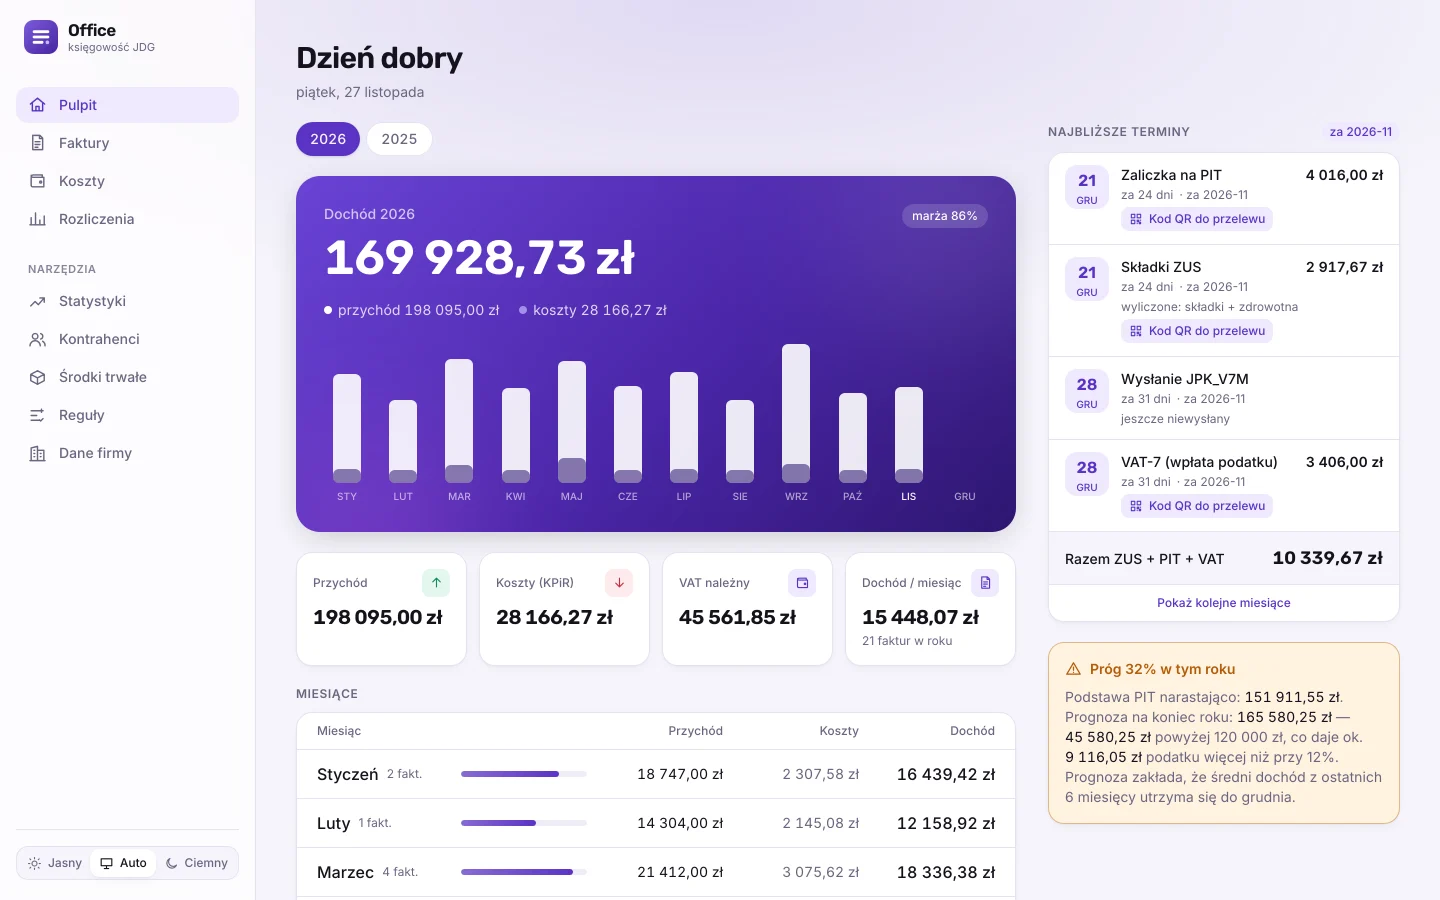 Office
księgowość JDG
Pulpit
Faktury
Koszty
Rozliczenia
NARZĘDZIA
Statystyki
Kontrahenci
Środki trwałe
Reguły
Dane firmy
Jasny
Auto
Ciemny
Dzień dobry
piątek, 27 listopada
2026
2025
Dochód 2026
marża 86%
169 928,73 zł
przychód 198 095,00 zł
koszty 28 166,27 zł
STY LUT MAR KWI MAJ CZE LIP SIE WRZ PAŹ LIS GRU
Przychód
198 095,00 zł
Koszty (KPiR)
28 166,27 zł
VAT należny
45 561,85 zł
Dochód / miesiąc
15 448,07 zł
21 faktur w roku
MIESIĄCE
Miesiąc Przychód Koszty Dochód
Styczeń 2 fakt. 18 747,00 zł 2 307,58 zł 16 439,42 zł
Luty 1 fakt. 14 304,00 zł 2 145,08 zł 12 158,92 zł
Marzec 4 fakt. 21 412,00 zł 3 075,62 zł 18 336,38 zł
NAJBLIŻSZE TERMINY
za 2026-11
21 GRU
Zaliczka na PIT 4 016,00 zł
za 24 dni · za 2026-11
Kod QR do przelewu
21 GRU
Składki ZUS 2 917,67 zł
za 24 dni · za 2026-11
wyliczone: składki + zdrowotna
Kod QR do przelewu
28 GRU
Wysłanie JPK_V7M
za 31 dni · za 2026-11
jeszcze niewysłany
28 GRU
VAT-7 (wpłata podatku) 3 406,00 zł
za 31 dni · za 2026-11
Kod QR do przelewu
Razem ZUS + PIT + VAT 10 339,67 zł
Pokaż kolejne miesiące
Próg 32% w tym roku
Podstawa PIT narastająco: 151 911,55 zł.
Prognoza na koniec roku: 165 580,25 zł —
45 580,25 zł powyżej 120 000 zł, co daje ok.
9 116,05 zł podatku więcej niż przy 12%.
Prognoza zakłada, że średni dochód z ostatnich
6 miesięcy utrzyma się do grudnia.